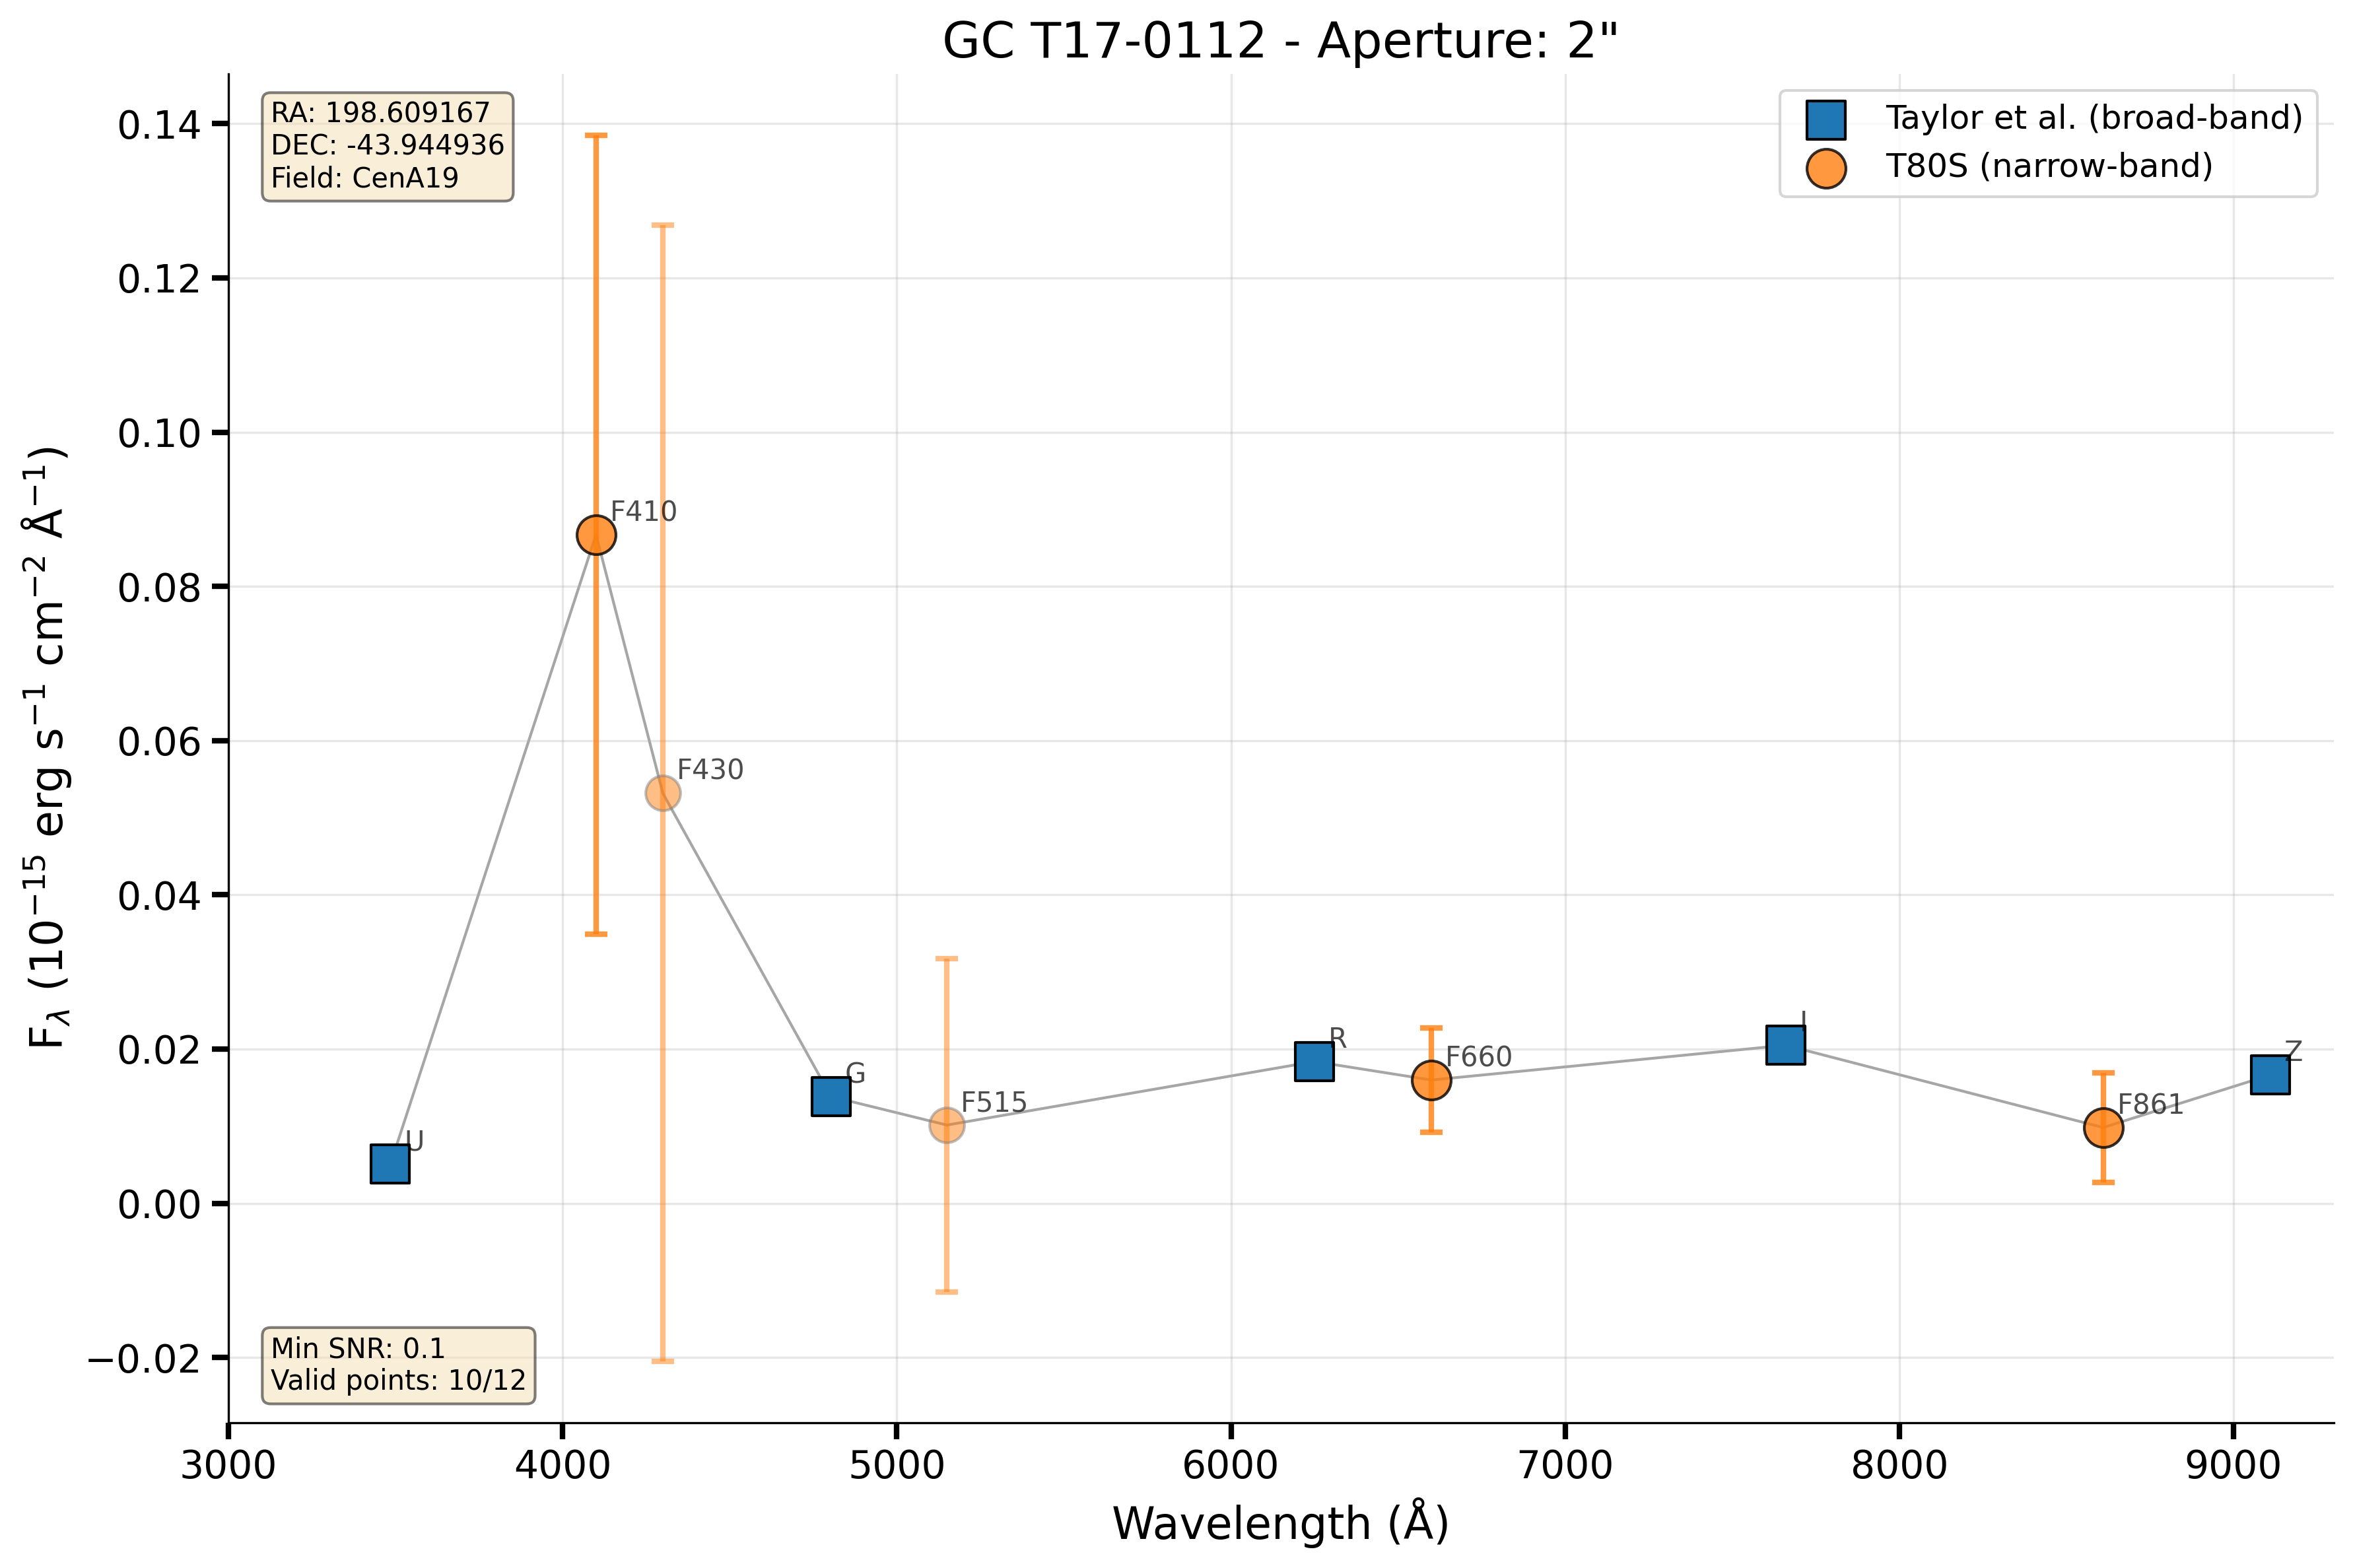 GC T17-0112 - Aperture: 2"
RA: 198.609167
DEC: -43.944936
Field: CenA19
Taylor et al. (broad-band)
T80S (narrow-band)
0.14
0.12
0.10
0.08
0.06
0.04
0.02
0.00
−0.02
F410
F430
U
G
F515
R
F660
I
F861
Z
Min SNR: 0.1
Valid points: 10/12
3000 4000 5000 6000 7000 8000 9000
Wavelength (Å)
Fλ (10⁻¹⁵ erg s⁻¹ cm⁻² Å⁻¹)